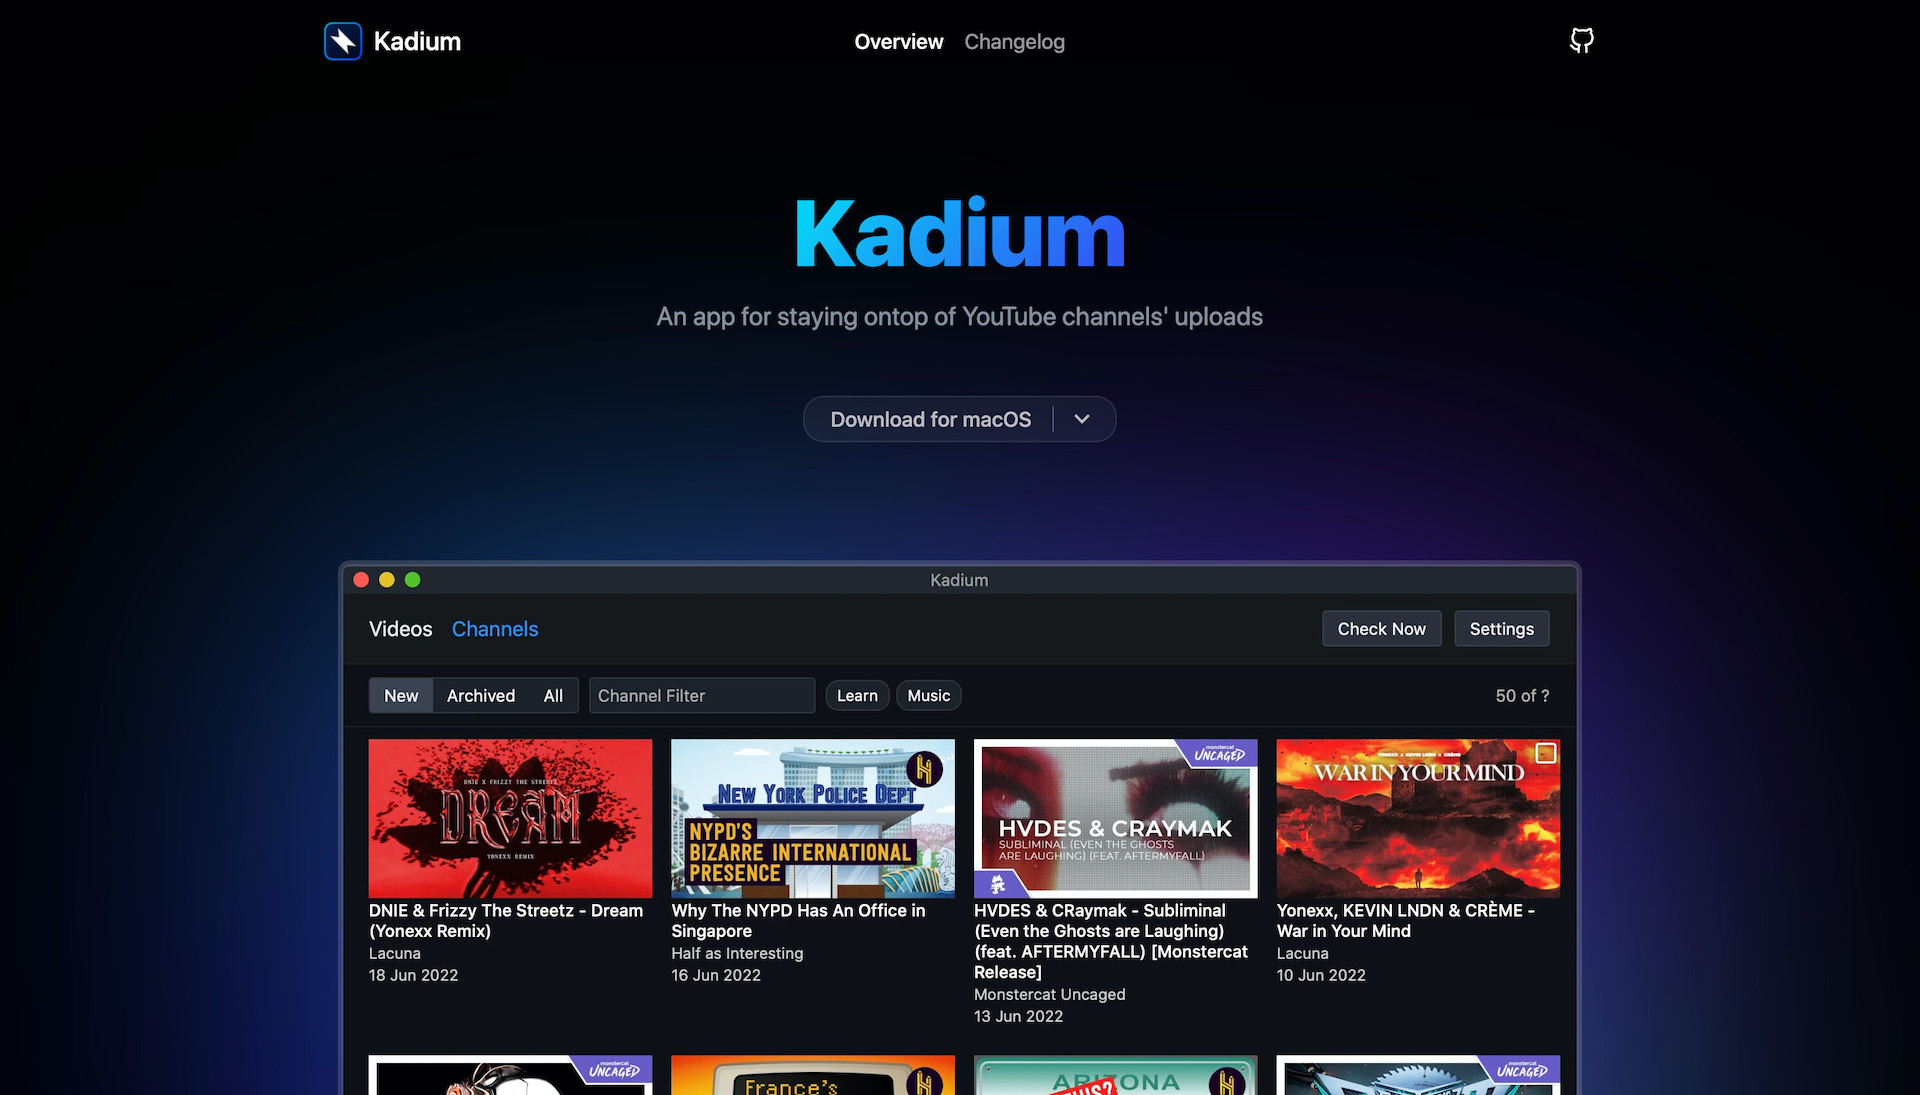 Kadium
Overview
Changelog
Kadium
An app for staying ontop of YouTube channels' uploads
Download for macOS
Kadium
Videos
Channels
Check Now
Settings
New
Archived
All
Channel Filter
Learn
Music
50 of ?
DNIE X FRIZZY THE STREETZ
DREAM
YONEXX REMIX
DNIE & Frizzy The Streetz - Dream
(Yonexx Remix)
Lacuna
18 Jun 2022
NEW YORK POLICE DEPT
NYPD'S
BIZARRE INTERNATIONAL
PRESENCE
Why The NYPD Has An Office in
Singapore
Half as Interesting
16 Jun 2022
monstercat
UNCAGED
HVDES & CRAYMAK
SUBLIMINAL (EVEN THE GHOSTS
ARE LAUGHING) (FEAT. AFTERMYFALL)
HVDES & CRaymak - Subliminal
(Even the Ghosts are Laughing)
(feat. AFTERMYFALL) [Monstercat
Release]
Monstercat Uncaged
13 Jun 2022
YONEXX & KEVIN LNDN & CRÈME
WAR IN YOUR MIND
Yonexx, KEVIN LNDN & CRÈME -
War in Your Mind
Lacuna
10 Jun 2022
monstercat
UNCAGED
France's
ARIZONA
monstercat
UNCAGED